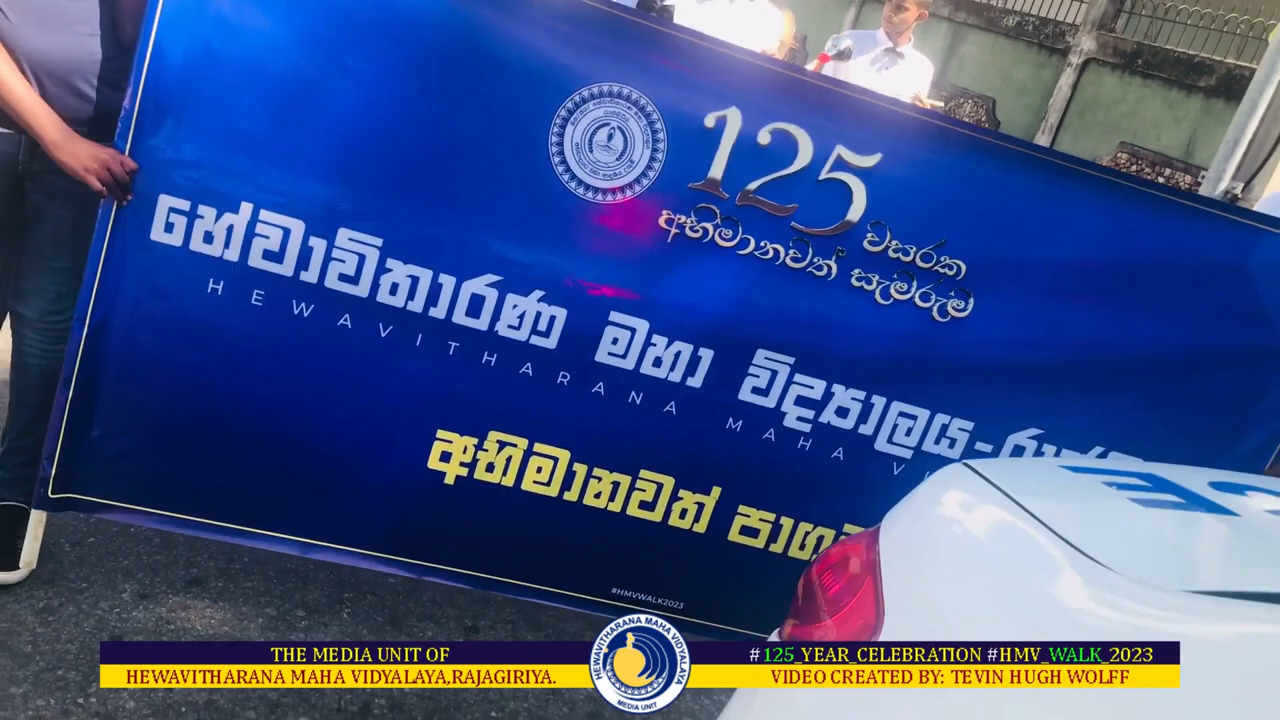 125
වසරක
අභිමානවත් සැමරුම
හේවාවිතාරණ මහා විද්‍යාලය-
HEWAVITHARANA MAHA
අභිමානවත්
#HMVWALK2023
THE MEDIA UNIT OF
HEWAVITHARANA MAHA VIDYALAYA,RAJAGIRIYA.
HEWAVITHARANA MAHA VIDYALAYA
MEDIA UNIT
#125_YEAR_CELEBRATION #HMV_WALK_2023
VIDEO CREATED BY: TEVIN HUGH WOLFF